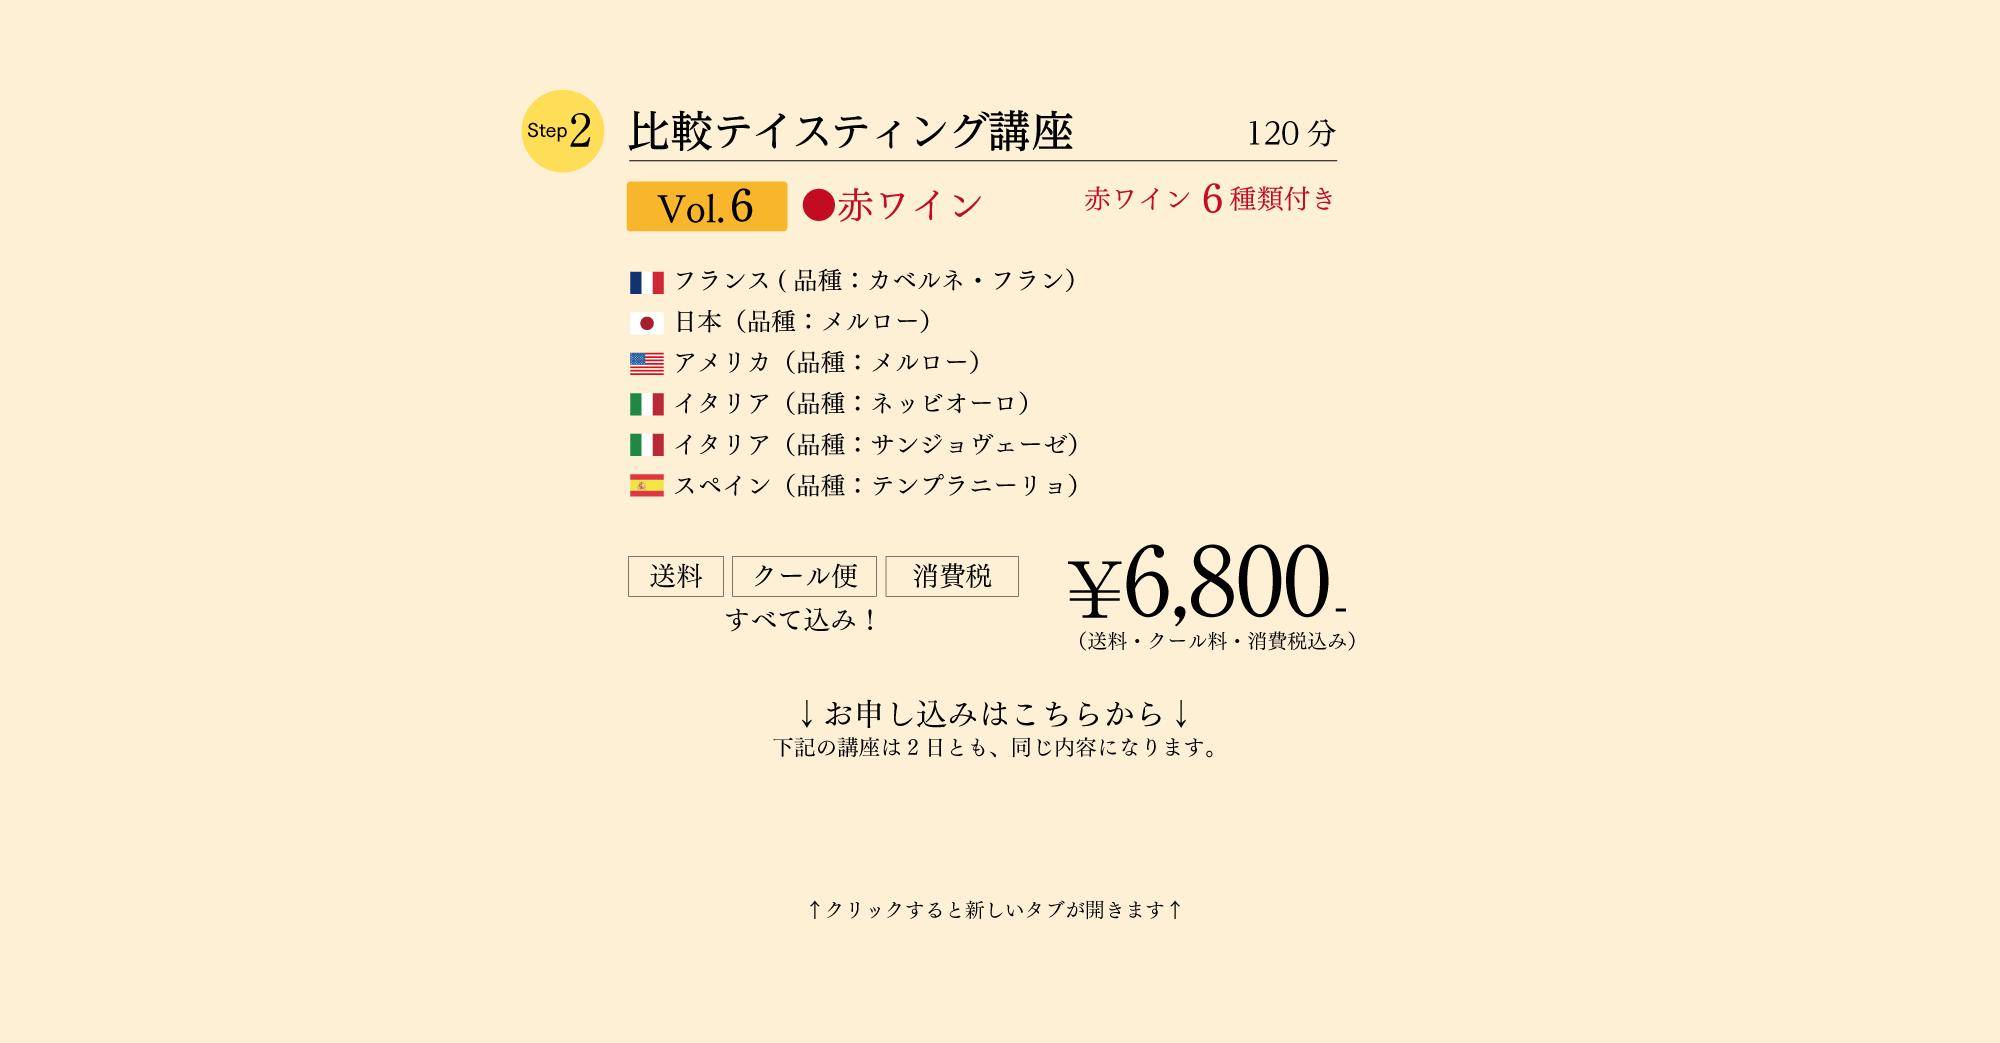 Step2 比較テイスティング講座 120分
Vol.6 ●赤ワイン 赤ワイン 6 種類付き
フランス ( 品種：カベルネ・フラン）
日本（品種：メルロー）
アメリカ（品種：メルロー）
イタリア（品種：ネッビオーロ）
イタリア（品種：サンジョヴェーゼ）
スペイン（品種：テンプラニーリョ）
送料 クール便 消費税
すべて込み！
¥6,800-
（送料・クール料・消費税込み）
↓お申し込みはこちらから↓
下記の講座は２日とも、同じ内容になります。
↑クリックすると新しいタブが開きます↑